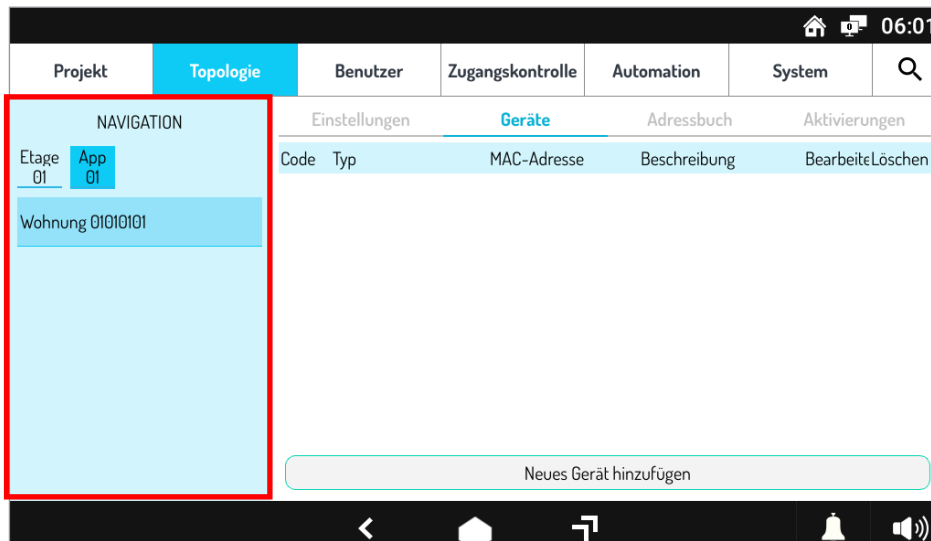 0 06:01
Projekt Topologie Benutzer Zugangskontrolle Automation System
NAVIGATION
Einstellungen Geräte Adressbuch Aktivierungen
Etage App
01 01
Code Typ MAC-Adresse Beschreibung Bearbeite Löschen
Wohnung 01010101
Neues Gerät hinzufügen